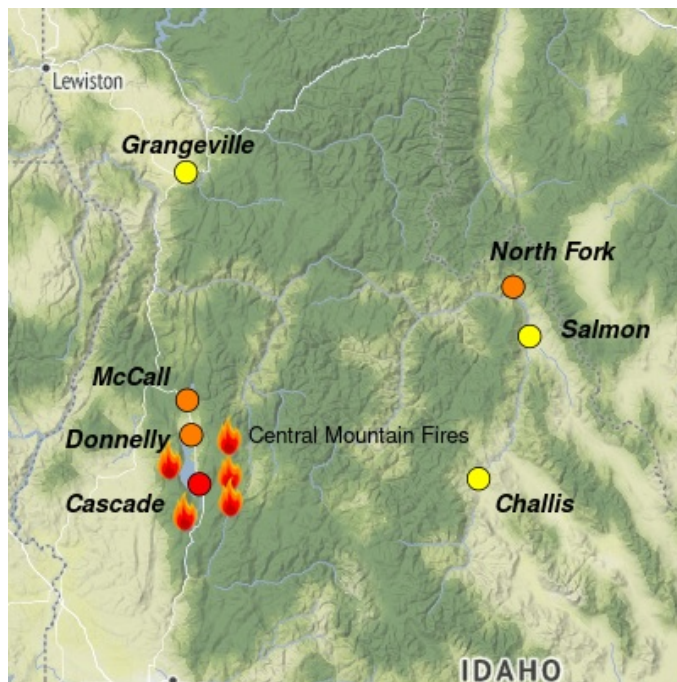 Lewiston
Grangeville
North Fork
Salmon
McCall
Donnelly
Central Mountain Fires
Cascade
Challis
IDAHO